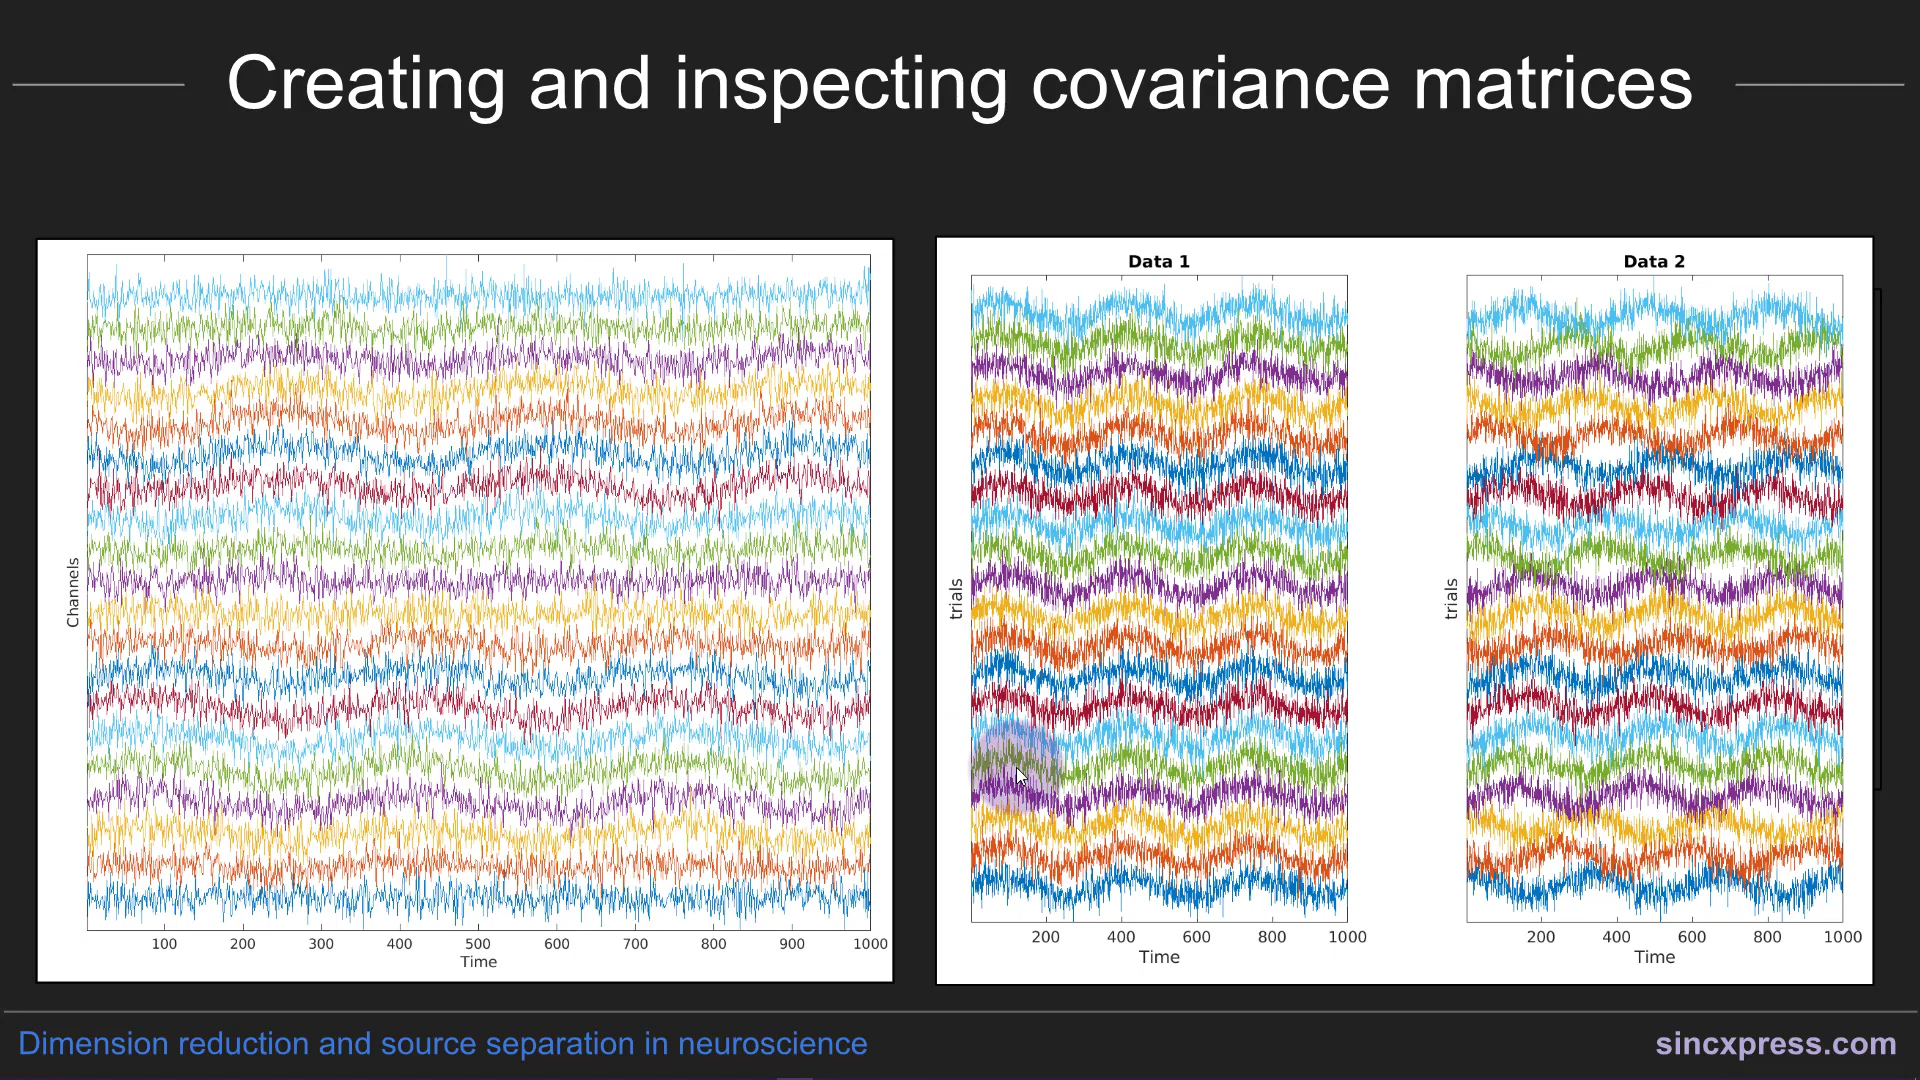 Creating and inspecting covariance matrices
Channels
100 200 300 400 500 600 700 800 900 1000
Time
Data 1
trials
200 400 600 800 1000
Time
Data 2
trials
200 400 600 800 1000
Time
Dimension reduction and source separation in neuroscience
sincxpress.com